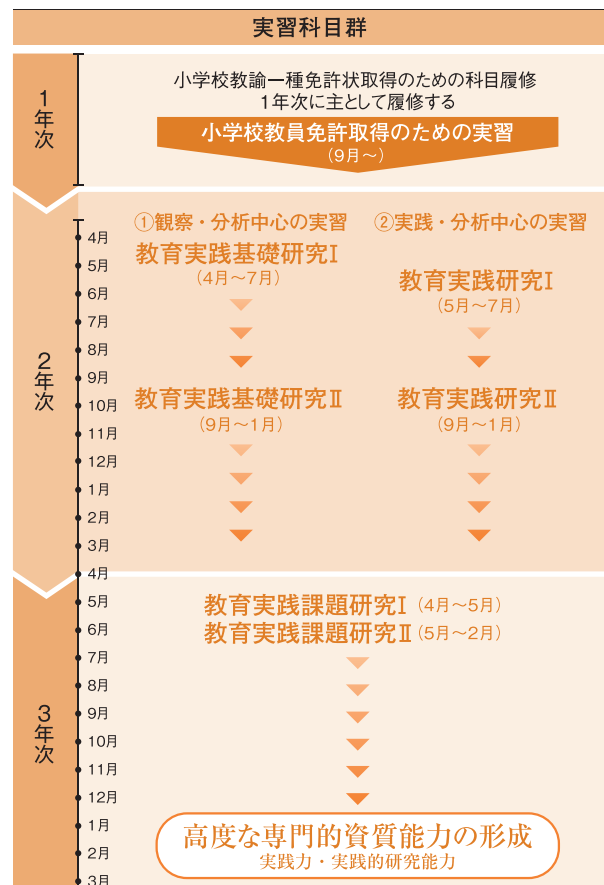 実習科目群
1年次
小学校教諭一種免許状取得のための科目履修
1年次に主として履修する
小学校教員免許取得のための実習
（9月～）
2年次
①観察・分析中心の実習
②実践・分析中心の実習
教育実践基礎研究Ⅰ
（4月～7月）
教育実践研究Ⅰ
（5月～7月）
教育実践基礎研究Ⅱ
（9月～1月）
教育実践研究Ⅱ
（9月～1月）
4月
5月
6月
7月
8月
9月
10月
11月
12月
1月
2月
3月
4月
3年次
教育実践課題研究Ⅰ（4月～5月）
教育実践課題研究Ⅱ（5月～2月）
5月
6月
7月
8月
9月
10月
11月
12月
1月
2月
3月
高度な専門的資質能力の形成
実践力・実践的研究能力